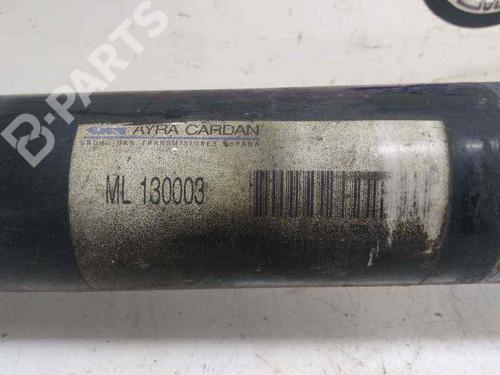 B-PARTS
AYRA CARDAN
GRUPO GKN TRANSMISIONES ESPAÑA
ML 130003